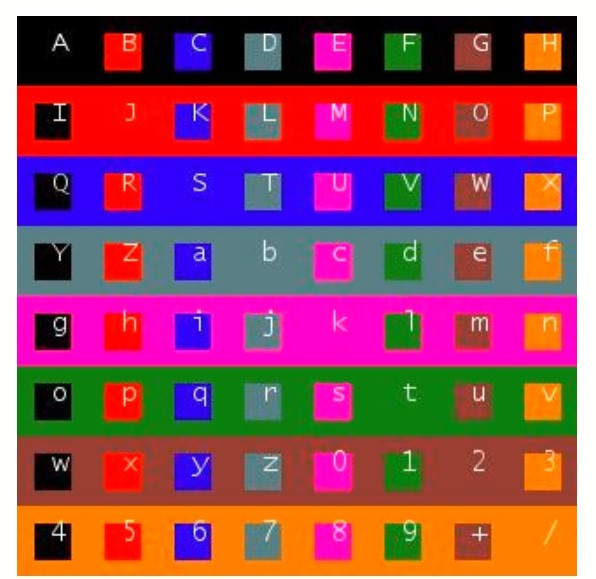 A B C D E F G H
I J K L M N O P
Q R S T U V W X
Y Z a b c d e f
g h i j k l m n
o p q r s t u v
w x y z 0 1 2 3
4 5 6 7 8 9 + /